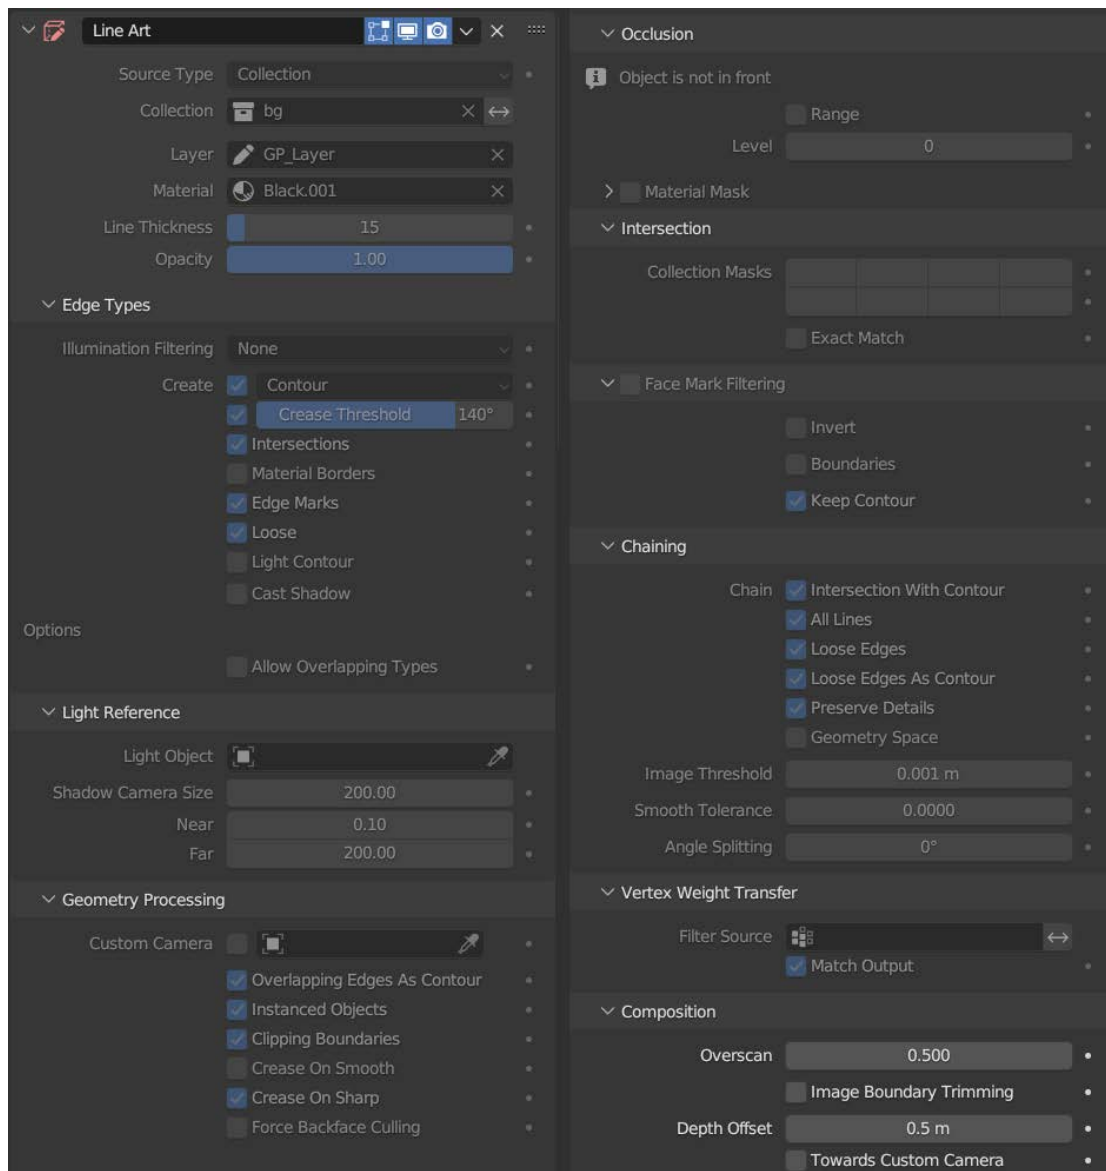 Line Art
Source Type Collection
Collection bg
Layer GP_Layer
Material Black.001
Line Thickness 15
Opacity 1.00
Edge Types
Illumination Filtering None
Create Contour
Crease Threshold 140°
Intersections
Material Borders
Edge Marks
Loose
Light Contour
Cast Shadow
Options
Allow Overlapping Types
Light Reference
Light Object
Shadow Camera Size 200.00
Near 0.10
Far 200.00
Geometry Processing
Custom Camera
Overlapping Edges As Contour
Instanced Objects
Clipping Boundaries
Crease On Smooth
Crease On Sharp
Force Backface Culling
Occlusion
Object is not in front
Range
Level 0
Material Mask
Intersection
Collection Masks
Exact Match
Face Mark Filtering
Invert
Boundaries
Keep Contour
Chaining
Chain Intersection With Contour
All Lines
Loose Edges
Loose Edges As Contour
Preserve Details
Geometry Space
Image Threshold 0.001 m
Smooth Tolerance 0.0000
Angle Splitting 0°
Vertex Weight Transfer
Filter Source
Match Output
Composition
Overscan 0.500
Image Boundary Trimming
Depth Offset 0.5 m
Towards Custom Camera